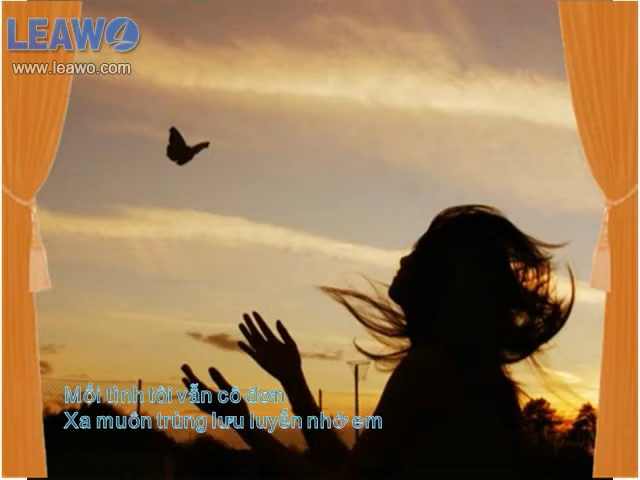 LEAWO
www.leawo.com
Mối tình tôi vẫn cô đơn
Xa muôn trùng lưu luyến nhớ em